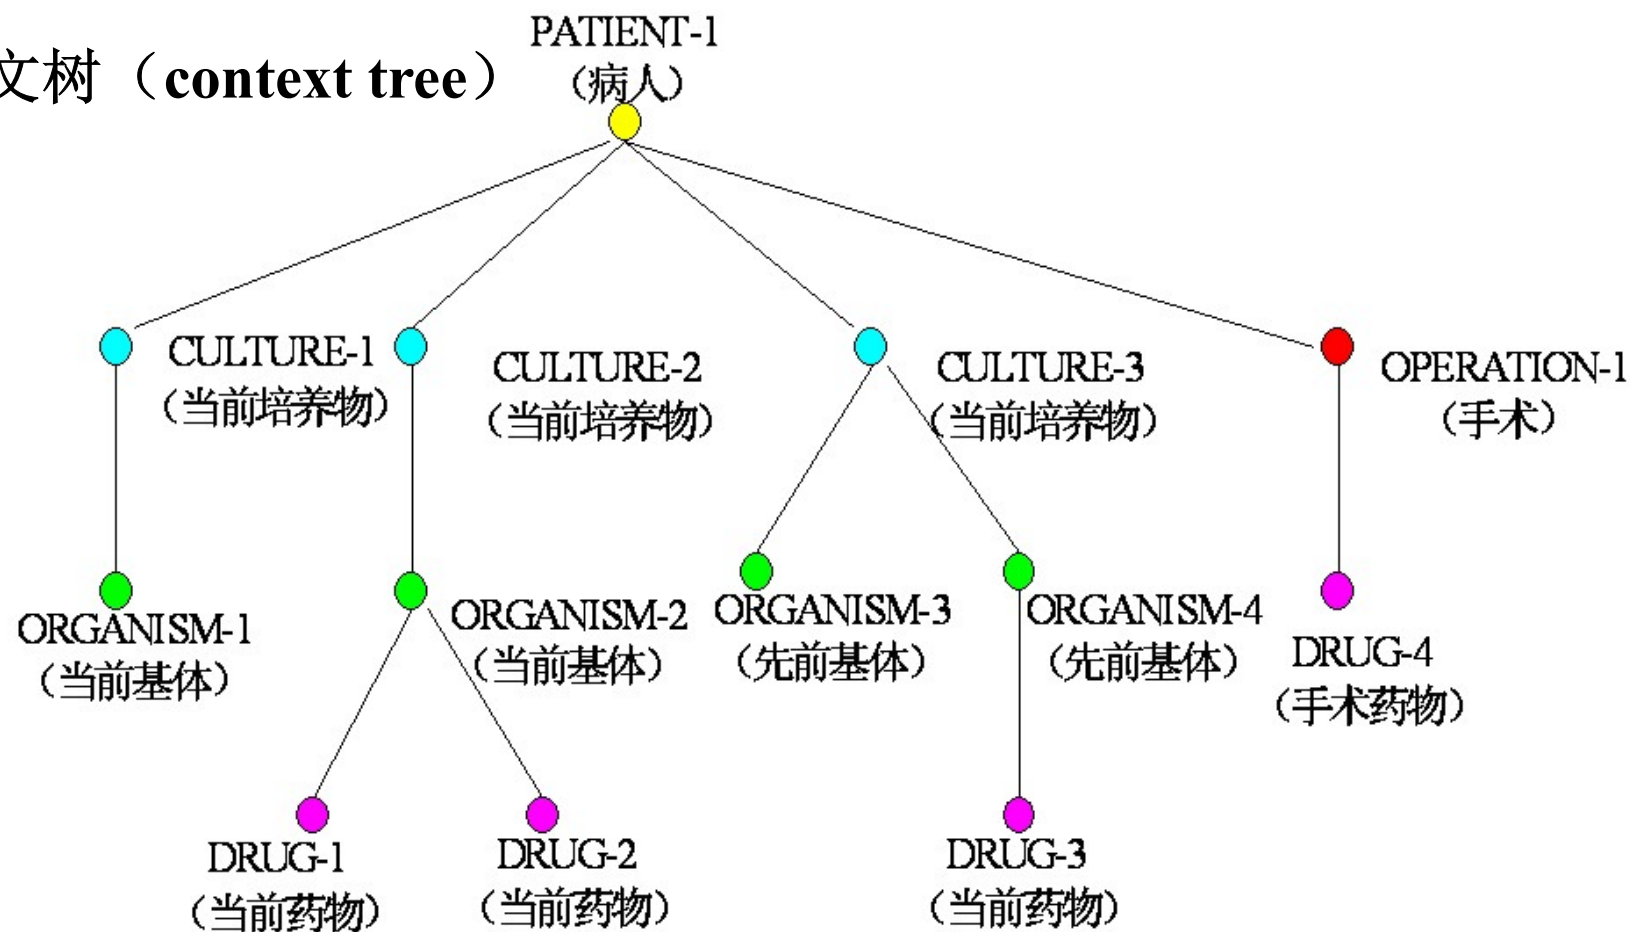 文树（context tree）
PATIENT-1
（病人）
CULTURE-1
（当前培养物）
CULTURE-2
（当前培养物）
CULTURE-3
（当前培养物）
OPERATION-1
（手术）
ORGANISM-1
（当前基体）
ORGANISM-2
（当前基体）
ORGANISM-3
（先前基体）
ORGANISM-4
（先前基体）
DRUG-4
（手术药物）
DRUG-1
（当前药物）
DRUG-2
（当前药物）
DRUG-3
（当前药物）